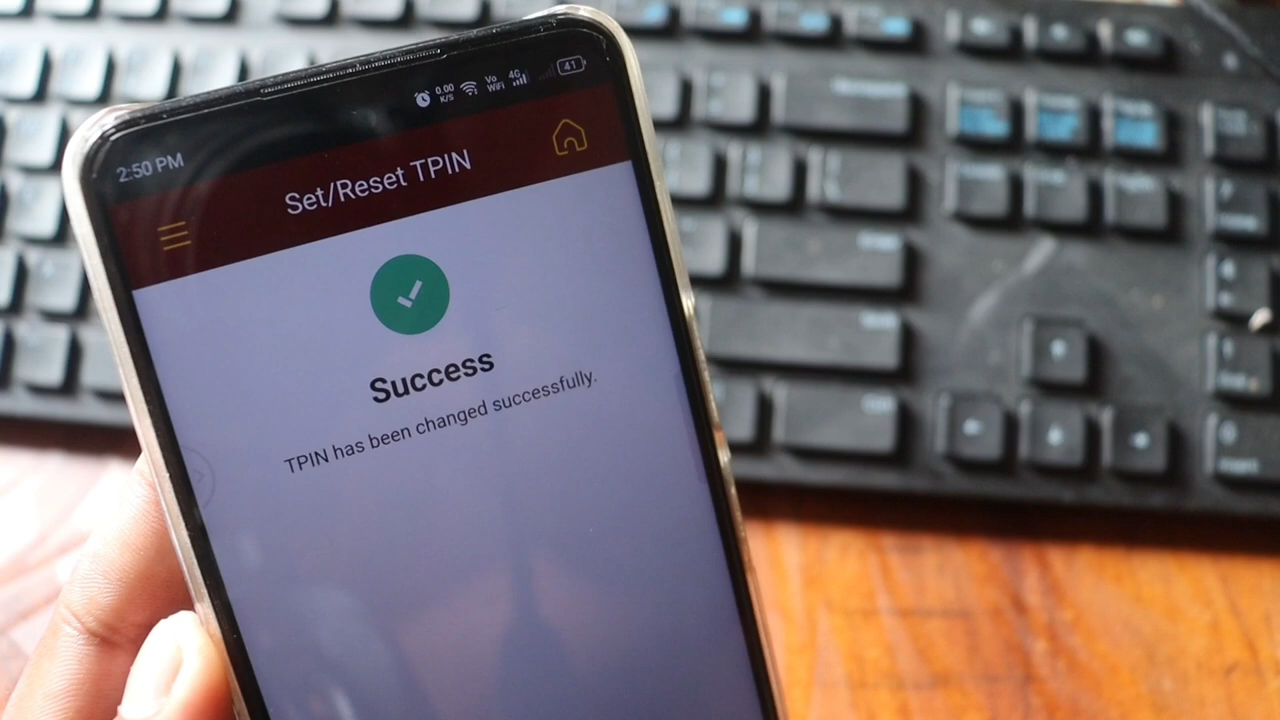 2:50 PM
0.00
K/S
Vo
WiFi
4G
41
Set/Reset TPIN
Success
TPIN has been changed successfully.